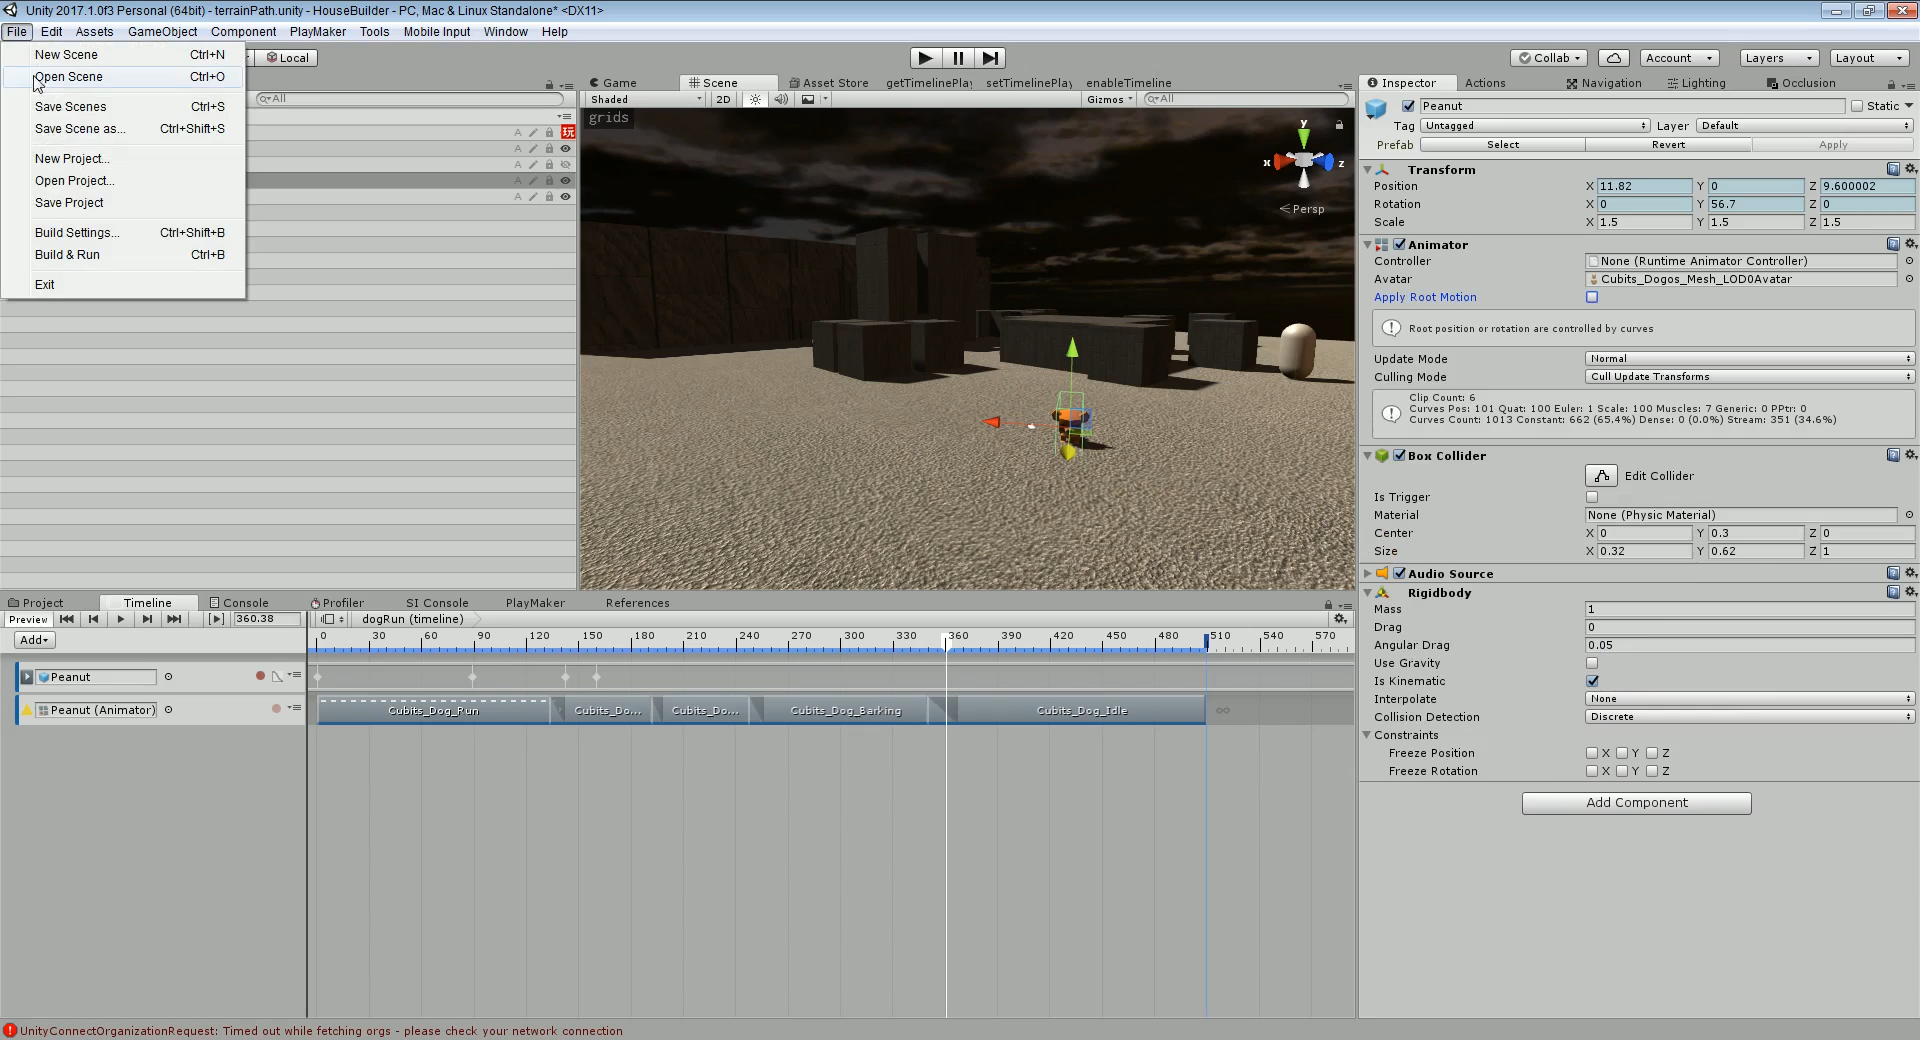 Unity 2017.1.0f3 Personal (64bit) - terrainPath.unity - HouseBuilder - PC, Mac & Linux Standalone* <DX11>
File Edit Assets GameObject Component PlayMaker Tools Mobile Input Window Help
New Scene Ctrl+N
Open Scene Ctrl+O
Save Scenes Ctrl+S
Save Scene as... Ctrl+Shift+S
New Project...
Open Project...
Save Project
Build Settings... Ctrl+Shift+B
Build & Run Ctrl+B
Exit
Local
Collab Account Layers Layout
All
A 玩
A
A
A
A
Game Scene Asset Store getTimelinePla setTimelinePla enableTimeline
Shaded 2D Gizmos All
grids
y
x z
Persp
Inspector Actions Navigation Lighting Occlusion
Peanut Static
Tag Untagged Layer Default
Prefab Select Revert Apply
Transform
Position X 11.82 Y 0 Z 9.600002
Rotation X 0 Y 56.7 Z 0
Scale X 1.5 Y 1.5 Z 1.5
Animator
Controller None (Runtime Animator Controller)
Avatar Cubits_Dogos_Mesh_LOD0Avatar
Apply Root Motion
Root position or rotation are controlled by curves
Update Mode Normal
Culling Mode Cull Update Transforms
Clip Count: 6
Curves Pos: 101 Quat: 100 Euler: 1 Scale: 100 Muscles: 7 Generic: 0 PPtr: 0
Curves Count: 1013 Constant: 662 (65.4%) Dense: 0 (0.0%) Stream: 351 (34.6%)
Box Collider
Edit Collider
Is Trigger
Material None (Physic Material)
Center X 0 Y 0.3 Z 0
Size X 0.32 Y 0.62 Z 1
Audio Source
Rigidbody
Mass 1
Drag 0
Angular Drag 0.05
Use Gravity
Is Kinematic
Interpolate None
Collision Detection Discrete
Constraints
Freeze Position X Y Z
Freeze Rotation X Y Z
Add Component
Project Timeline Console Profiler SI Console PlayMaker References
Preview 360.38 dogRun (timeline)
Add
0 30 60 90 120 150 180 210 240 270 300 330 360 390 420 450 480 510 540 570
Peanut
Peanut (Animator) Cubits_Dog_Run Cubits_Do... Cubits_Do... Cubits_Dog_Barking Cubits_Dog_Idle
UnityConnectOrganizationRequest: Timed out while fetching orgs - please check your network connection